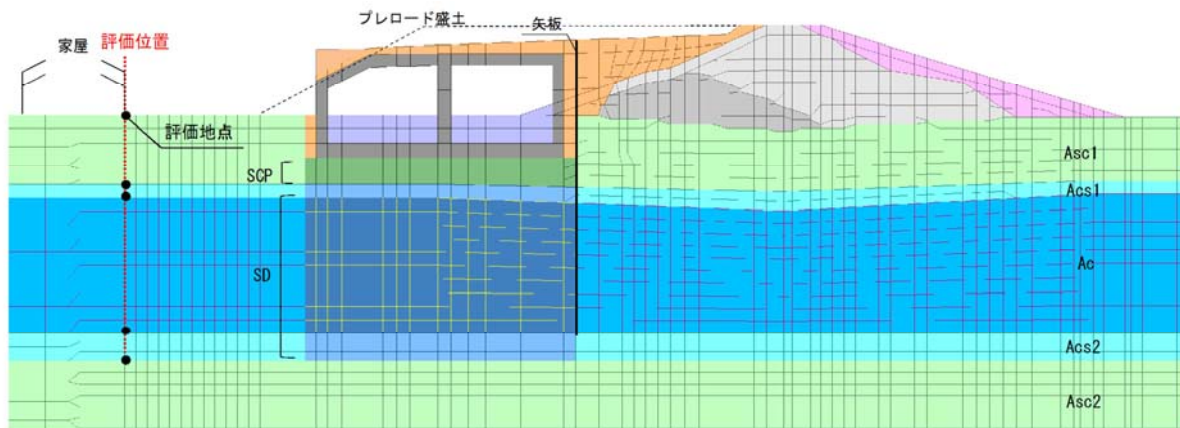 プレロード盛土
矢板
家屋
評価位置
評価地点
SCP
SD
Asc1
Acs1
Ac
Acs2
Asc2